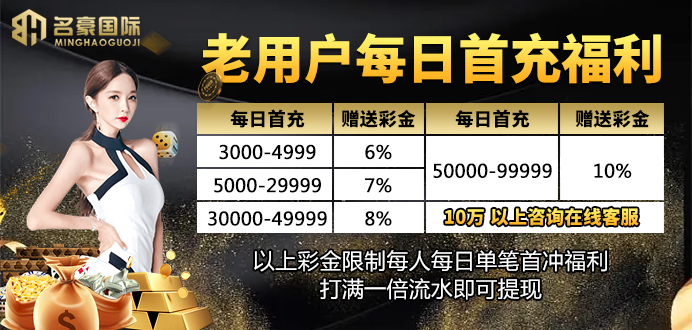 名豪国际
MINGHAOGUOJI
老用户每日首充福利
每日首充 赠送彩金 每日首充 赠送彩金
3000-4999 6%
50000-99999 10%
5000-29999 7%
30000-49999 8% 10万 以上咨询在线客服
以上彩金限制每人每日单笔首冲福利
打满一倍流水即可提现